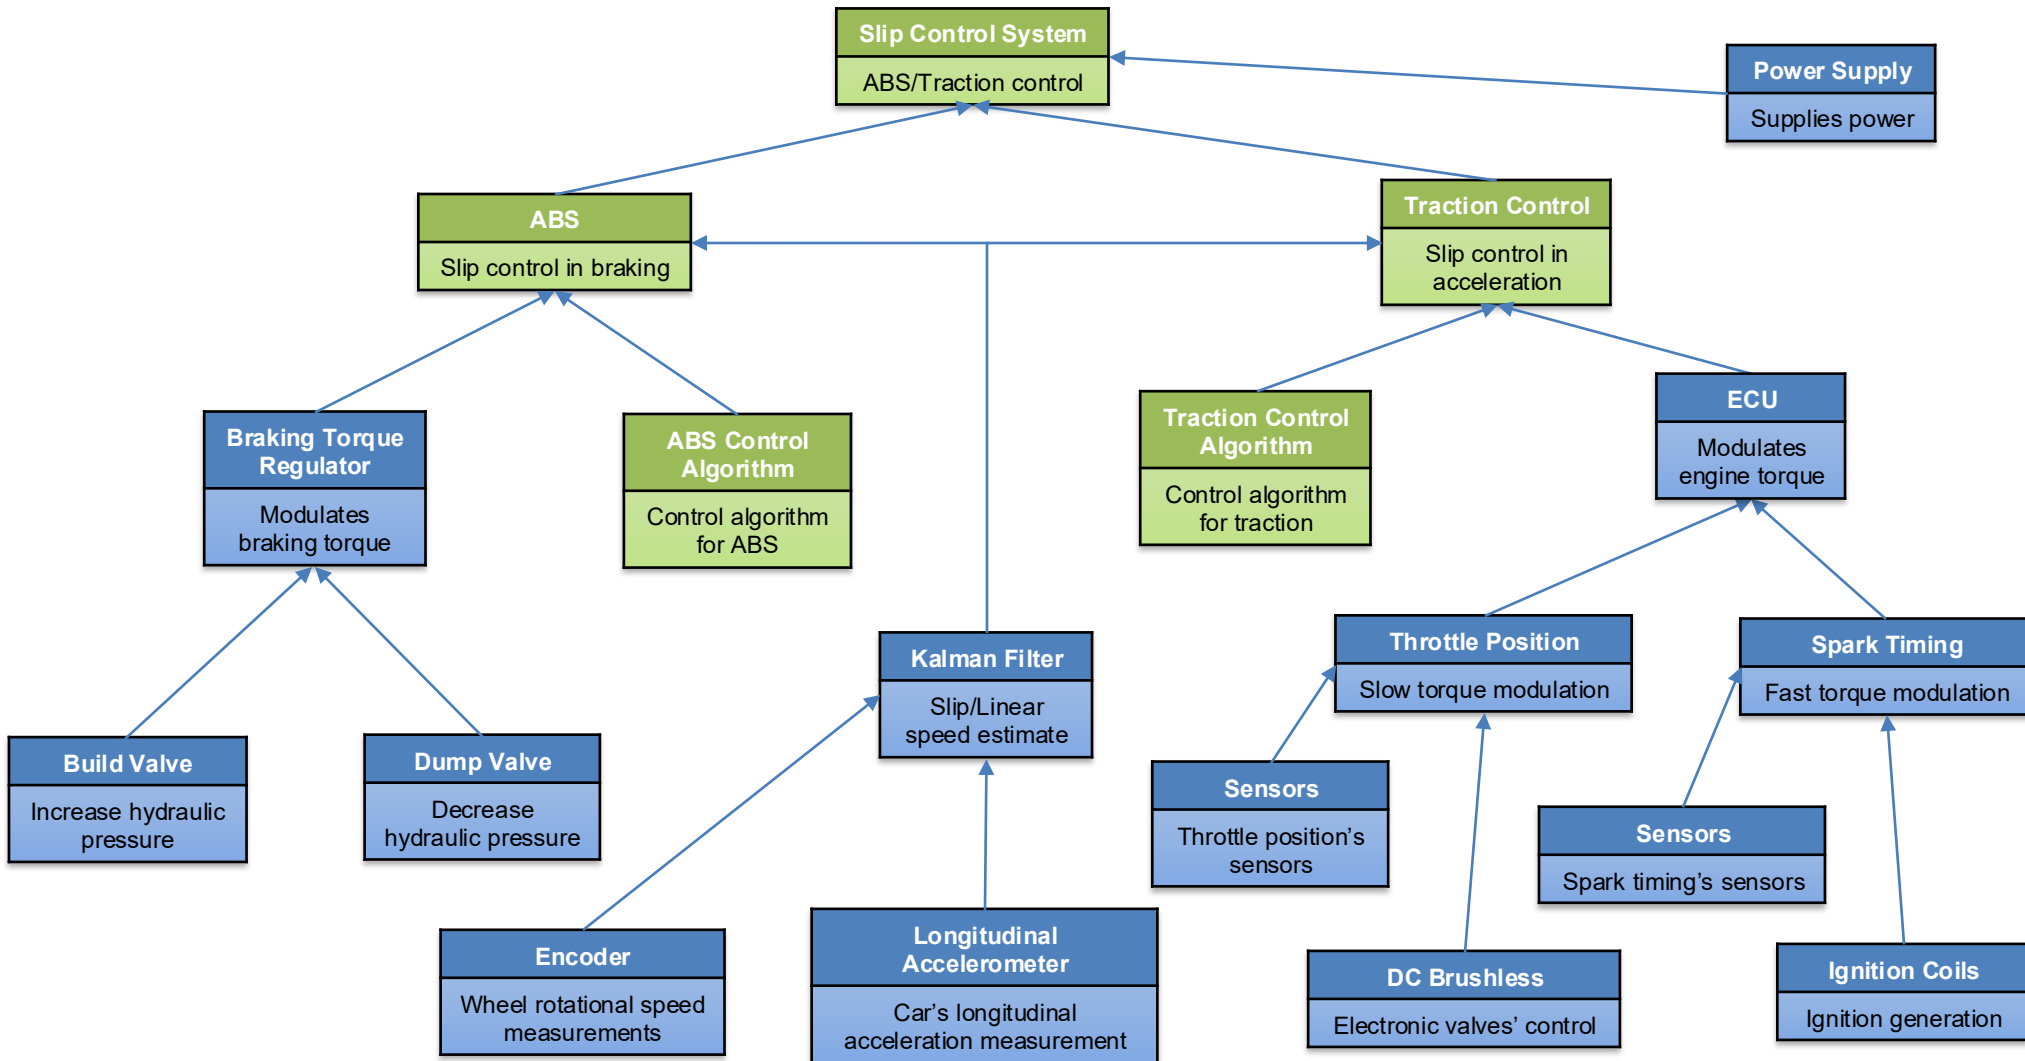 Slip Control System
ABS/Traction control
Power Supply
Supplies power
ABS
Slip control in braking
Traction Control
Slip control in
acceleration
Braking Torque
Regulator
Modulates
braking torque
ABS Control
Algorithm
Control algorithm
for ABS
Traction Control
Algorithm
Control algorithm
for traction
ECU
Modulates
engine torque
Kalman Filter
Slip/Linear
speed estimate
Throttle Position
Slow torque modulation
Spark Timing
Fast torque modulation
Build Valve
Increase hydraulic
pressure
Dump Valve
Decrease
hydraulic pressure
Sensors
Throttle position’s
sensors
Sensors
Spark timing’s sensors
Encoder
Wheel rotational speed
measurements
Longitudinal
Accelerometer
Car’s longitudinal
acceleration measurement
DC Brushless
Electronic valves’ control
Ignition Coils
Ignition generation